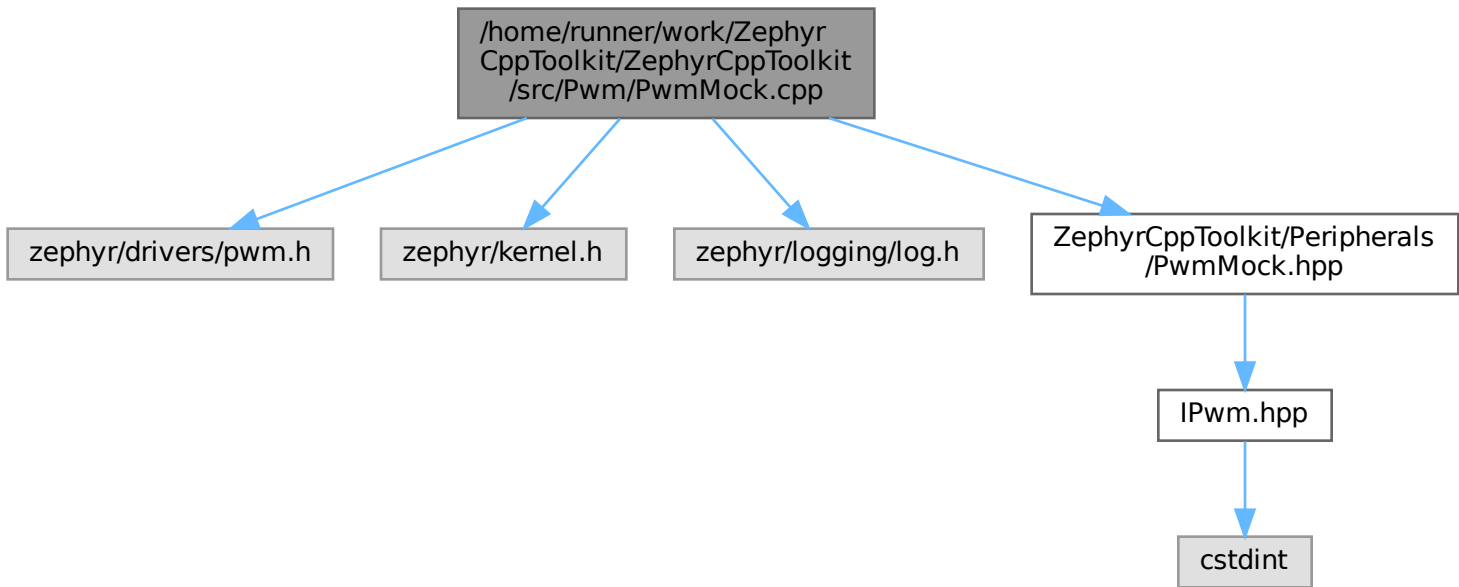 /home/runner/work/Zephyr
CppToolkit/ZephyrCppToolkit
/src/Pwm/PwmMock.cpp
zephyr/drivers/pwm.h
zephyr/kernel.h
zephyr/logging/log.h
ZephyrCppToolkit/Peripherals
/PwmMock.hpp
IPwm.hpp
cstdint